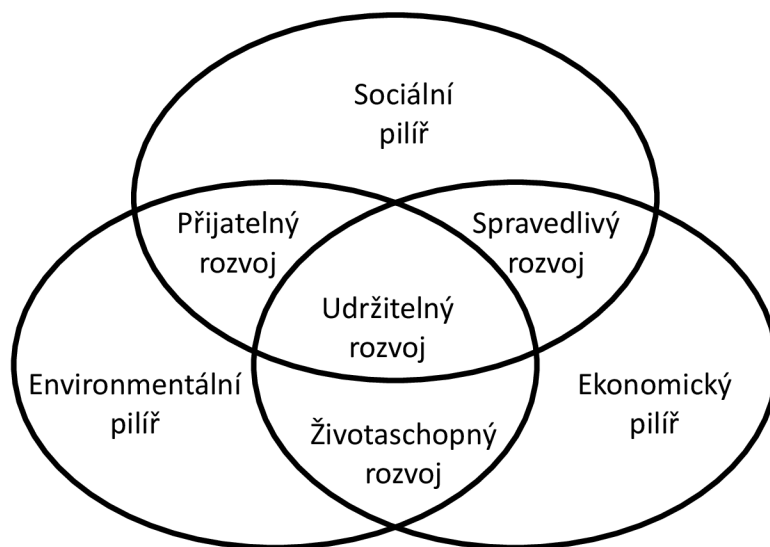 Sociální
pilíř
Přijatelný
rozvoj
Spravedlivý
rozvoj
Udržitelný
rozvoj
Environmentální
pilíř
Ekonomický
pilíř
Životaschopný
rozvoj